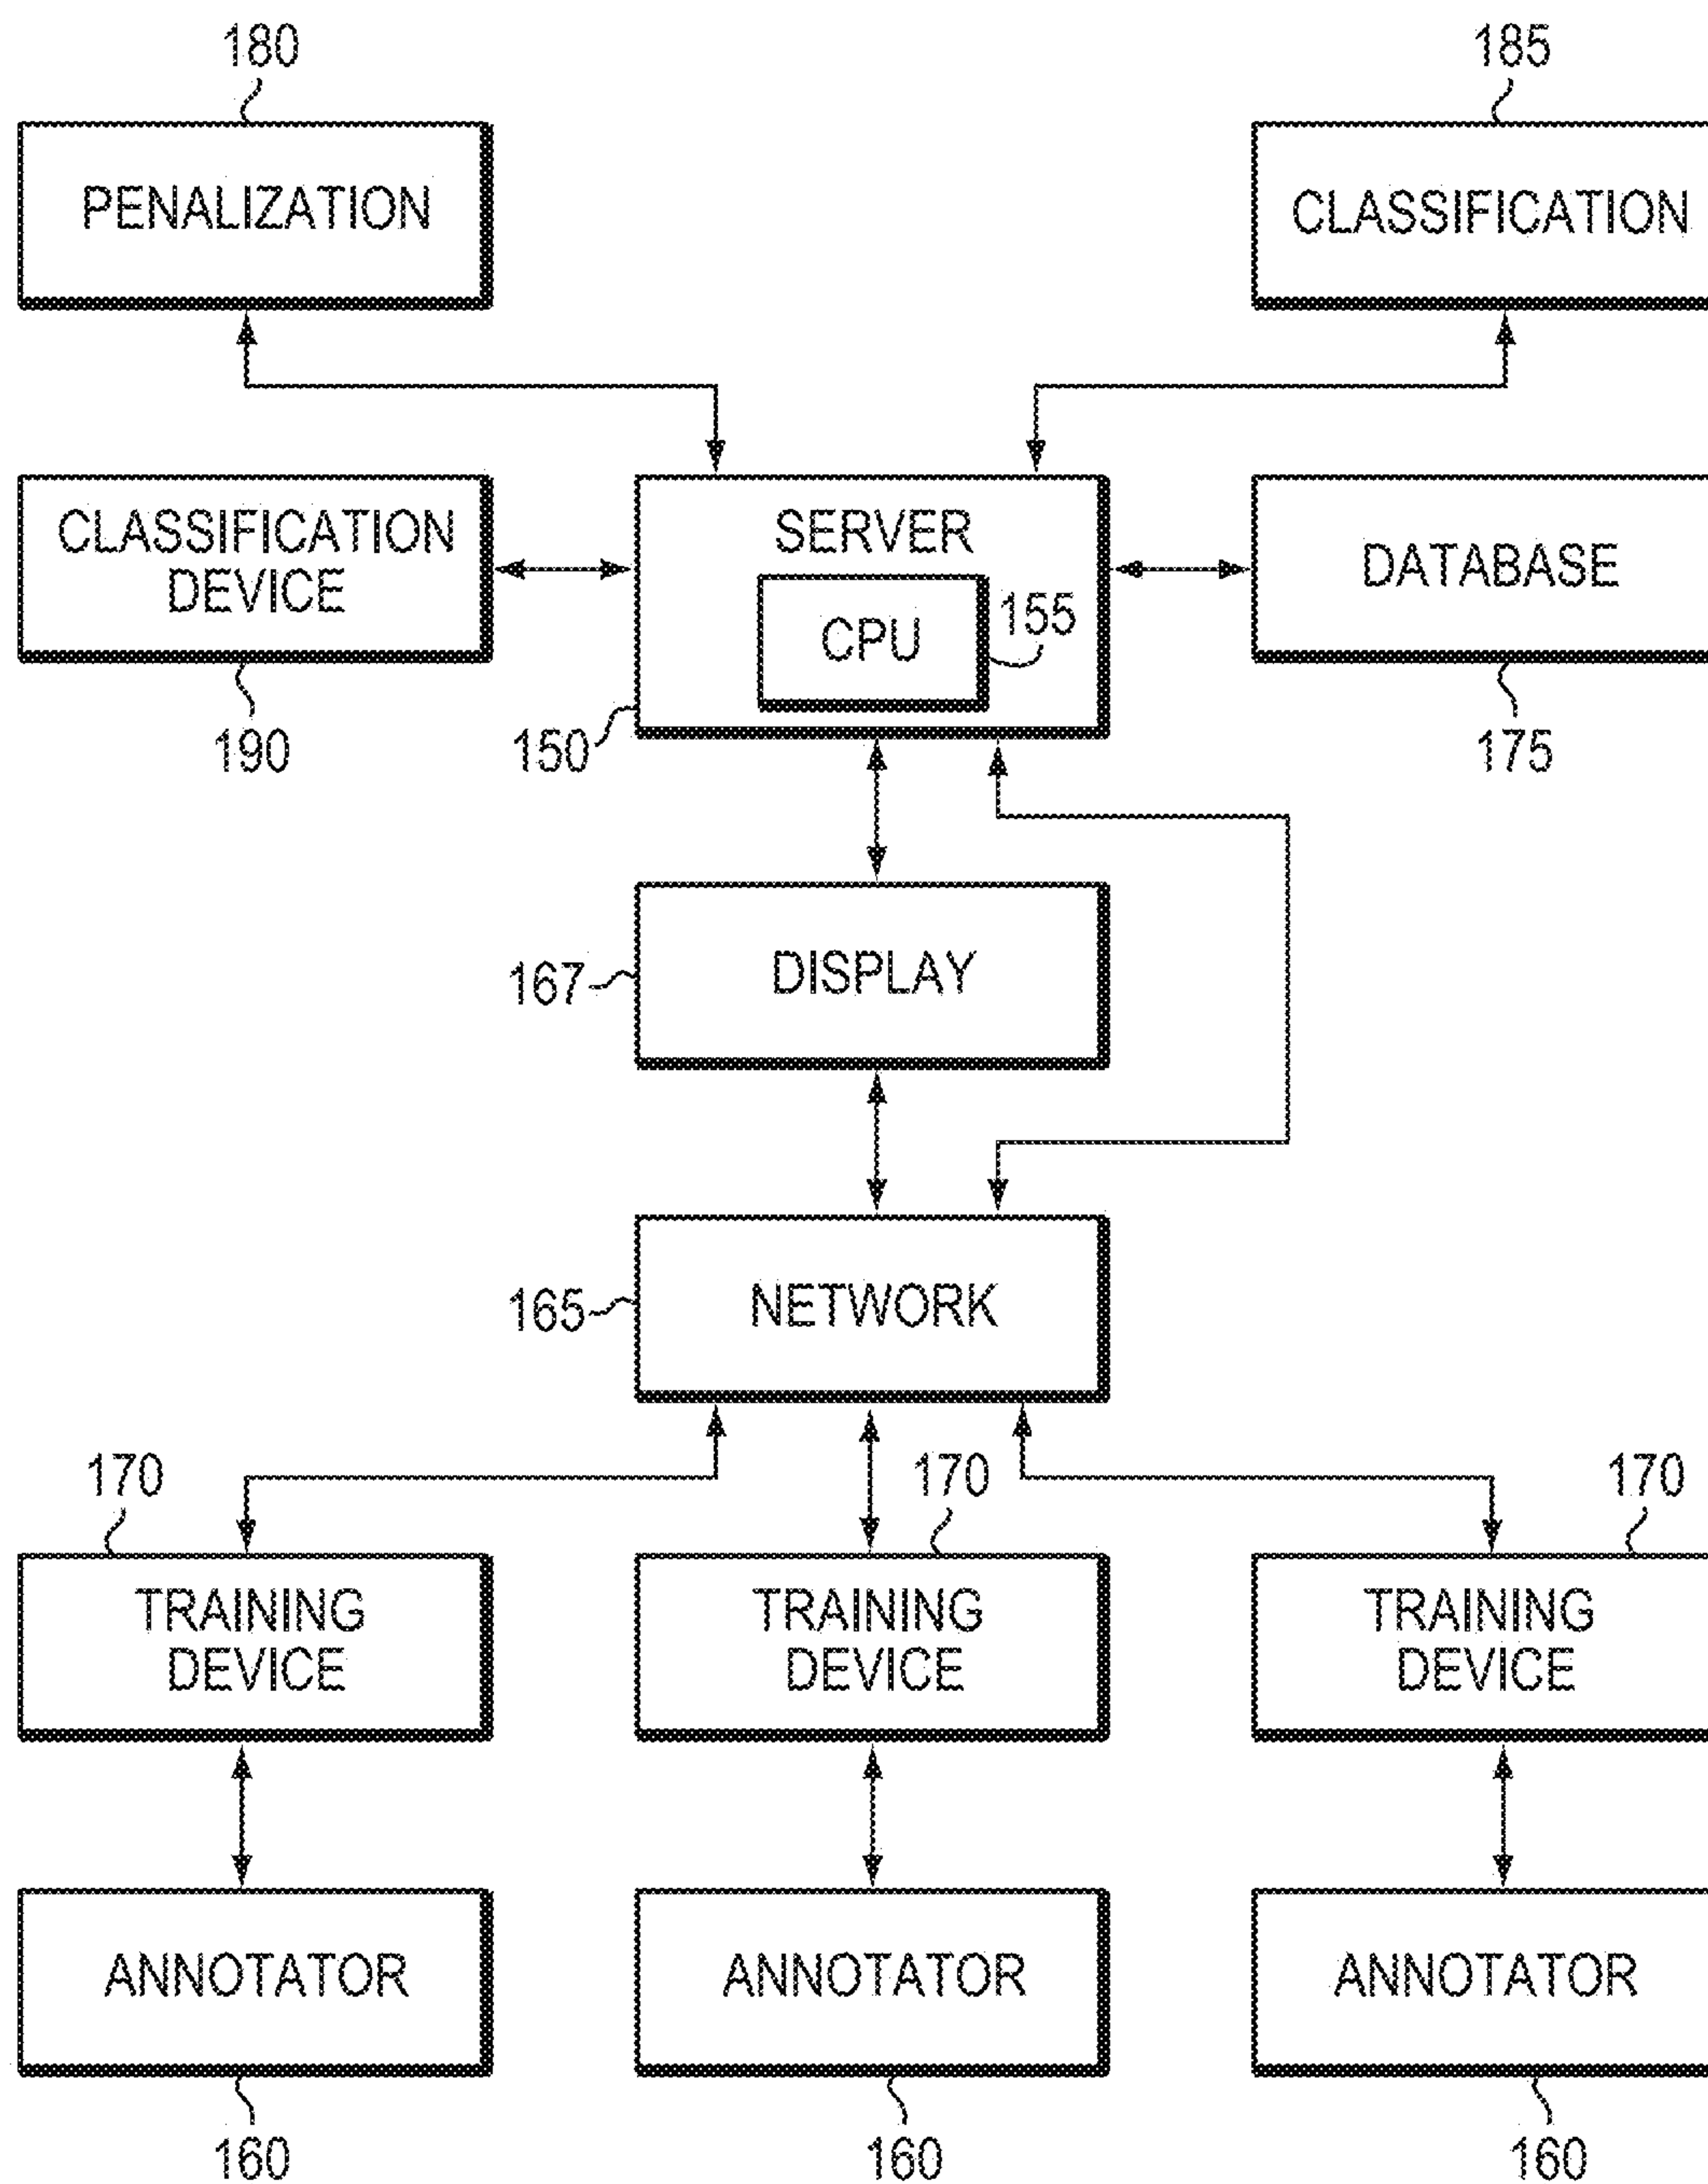 180
185
PENALIZATION
CLASSIFICATION
CLASSIFICATION
DEVICE
SERVER
CPU
155
DATABASE
190
150
175
167
DISPLAY
165
NETWORK
170
170
170
TRAINING
DEVICE
TRAINING
DEVICE
TRAINING
DEVICE
ANNOTATOR
ANNOTATOR
ANNOTATOR
160
160
160